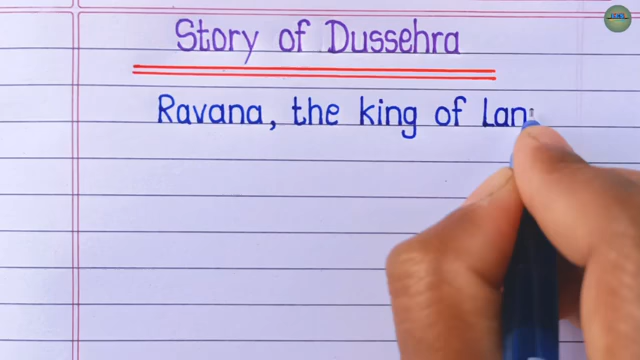 Story of Dussehra
Ravana, the king of Lan